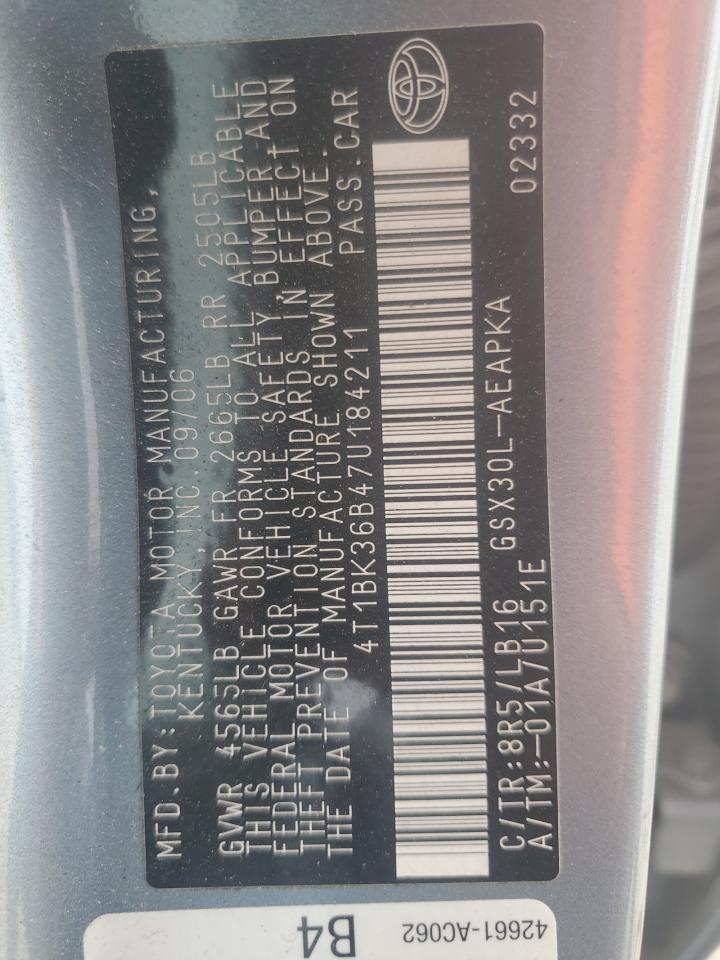 MFD.BY:TOYOTA MOTOR MANUFACTURING,
KENTUCKY,INC.09/06
GVWR 4565LB GAWR FR 2665LB RR 2505LB
THIS VEHICLE CONFORMS TO ALL APPLICABLE
FEDERAL MOTOR VEHICLE SAFETY, BUMPER AND
THEFT PREVENTION STANDARDS IN EFFECT ON
THE DATE OF MANUFACTURE SHOWN ABOVE.
4T1BK36B47U184211 PASS.CAR
C/TR:8R5/LB16 GSX30L-AEAPKA 02332
A/TM:-01A/U151E
42661-AC062
B4